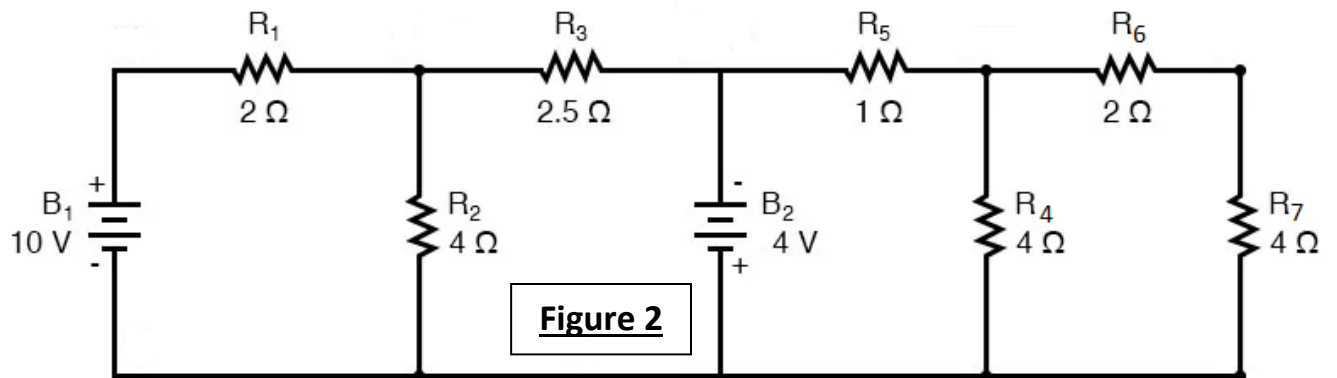 R₁ R₃ R₅ R₆
2 Ω 2.5 Ω 1 Ω 2 Ω
+ -
B₁ R₂ B₂ R₄ R₇
10 V 4 Ω 4 V 4 Ω 4 Ω
- +
Figure 2